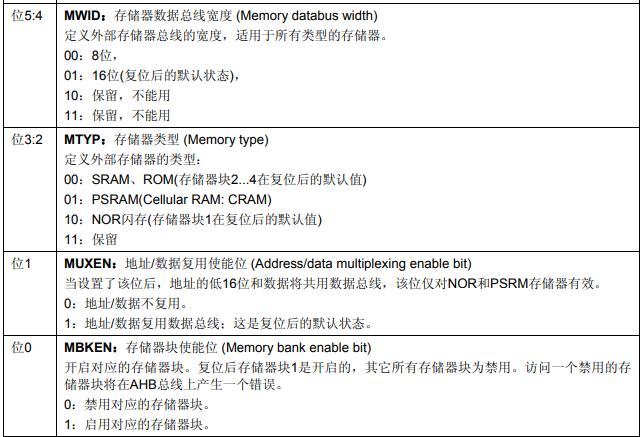 位5:4
MWID：存储器数据总线宽度 (Memory databus width)
定义外部存储器总线的宽度，适用于所有类型的存储器。
00：8位，
01：16位(复位后的默认状态)，
10：保留，不能用
11：保留，不能用
位3:2
MTYP：存储器类型 (Memory type)
定义外部存储器的类型：
00：SRAM、ROM(存储器块2...4在复位后的默认值)
01：PSRAM(Cellular RAM: CRAM)
10：NOR闪存(存储器块1在复位后的默认值)
11：保留
位1
MUXEN：地址/数据复用使能位 (Address/data multiplexing enable bit)
当设置了该位后，地址的低16位和数据将共用数据总线，该位仅对NOR和PSRM存储器有效。
0：地址/数据不复用。
1：地址/数据复用数据总线；这是复位后的默认状态。
位0
MBKEN：存储器块使能位 (Memory bank enable bit)
开启对应的存储器块。复位后存储器块1是开启的，其它所有存储器块为禁用。访问一个禁用的存
储器块将在AHB总线上产生一个错误。
0：禁用对应的存储器块。
1：启用对应的存储器块。